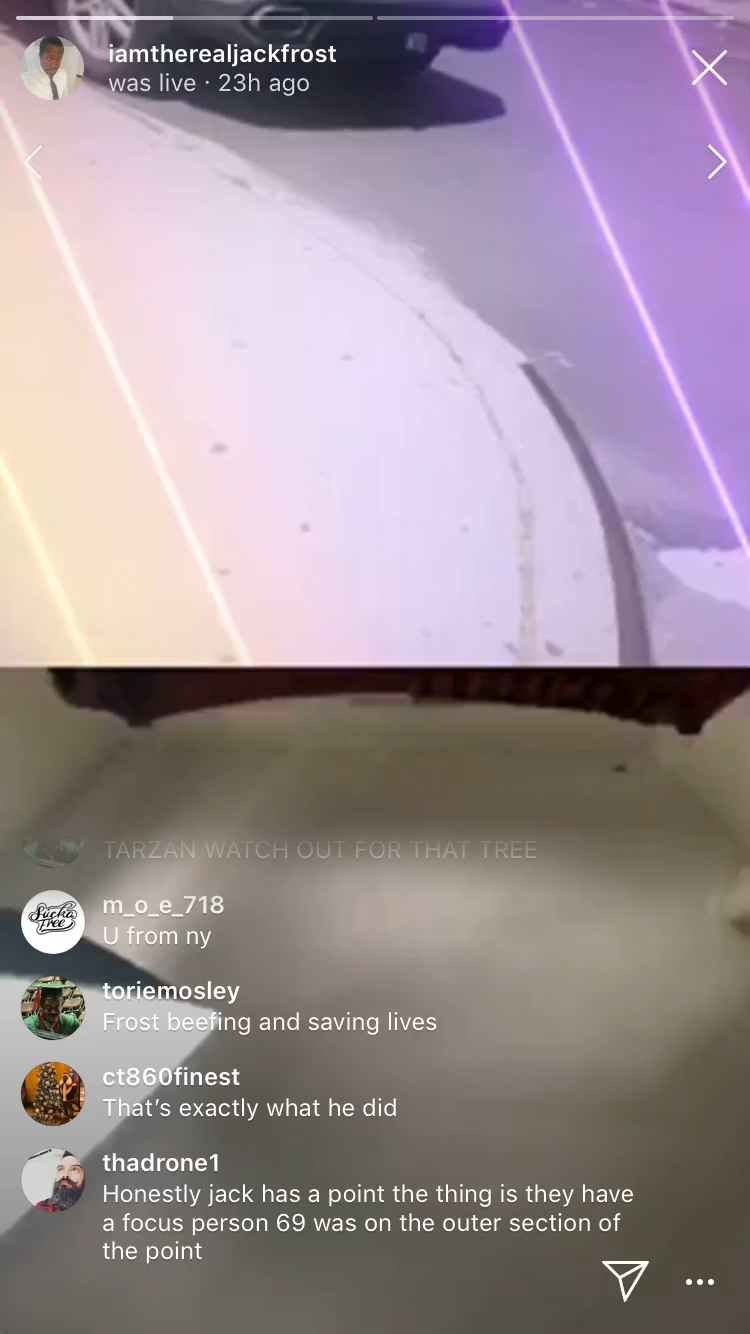 iamtherealjackfrost
was live · 23h ago
TARZAN WATCH OUT FOR THAT TREE
Sucka
Free
m_o_e_718
U from ny
toriemosley
Frost beefing and saving lives
ct860finest
That’s exactly what he did
thadrone1
Honestly jack has a point the thing is they have
a focus person 69 was on the outer section of
the point